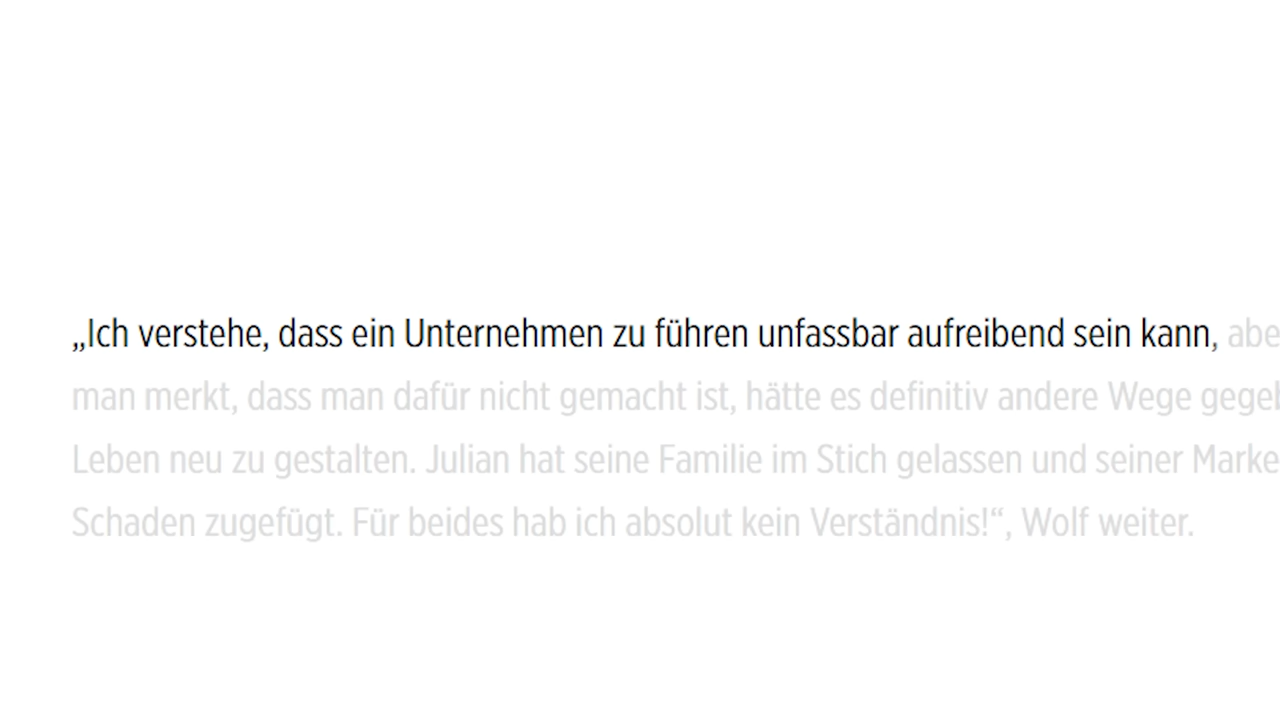 „Ich verstehe, dass ein Unternehmen zu führen unfassbar aufreibend sein kann,
man merkt, dass man dafür nicht gemacht ist, hätte es definitiv andere Wege
Leben neu zu gestalten. Julian hat seine Familie im Stich gelassen und seiner Marke
Schaden zugefügt. Für beides hab ich absolut kein Verständnis!“, Wolf weiter.